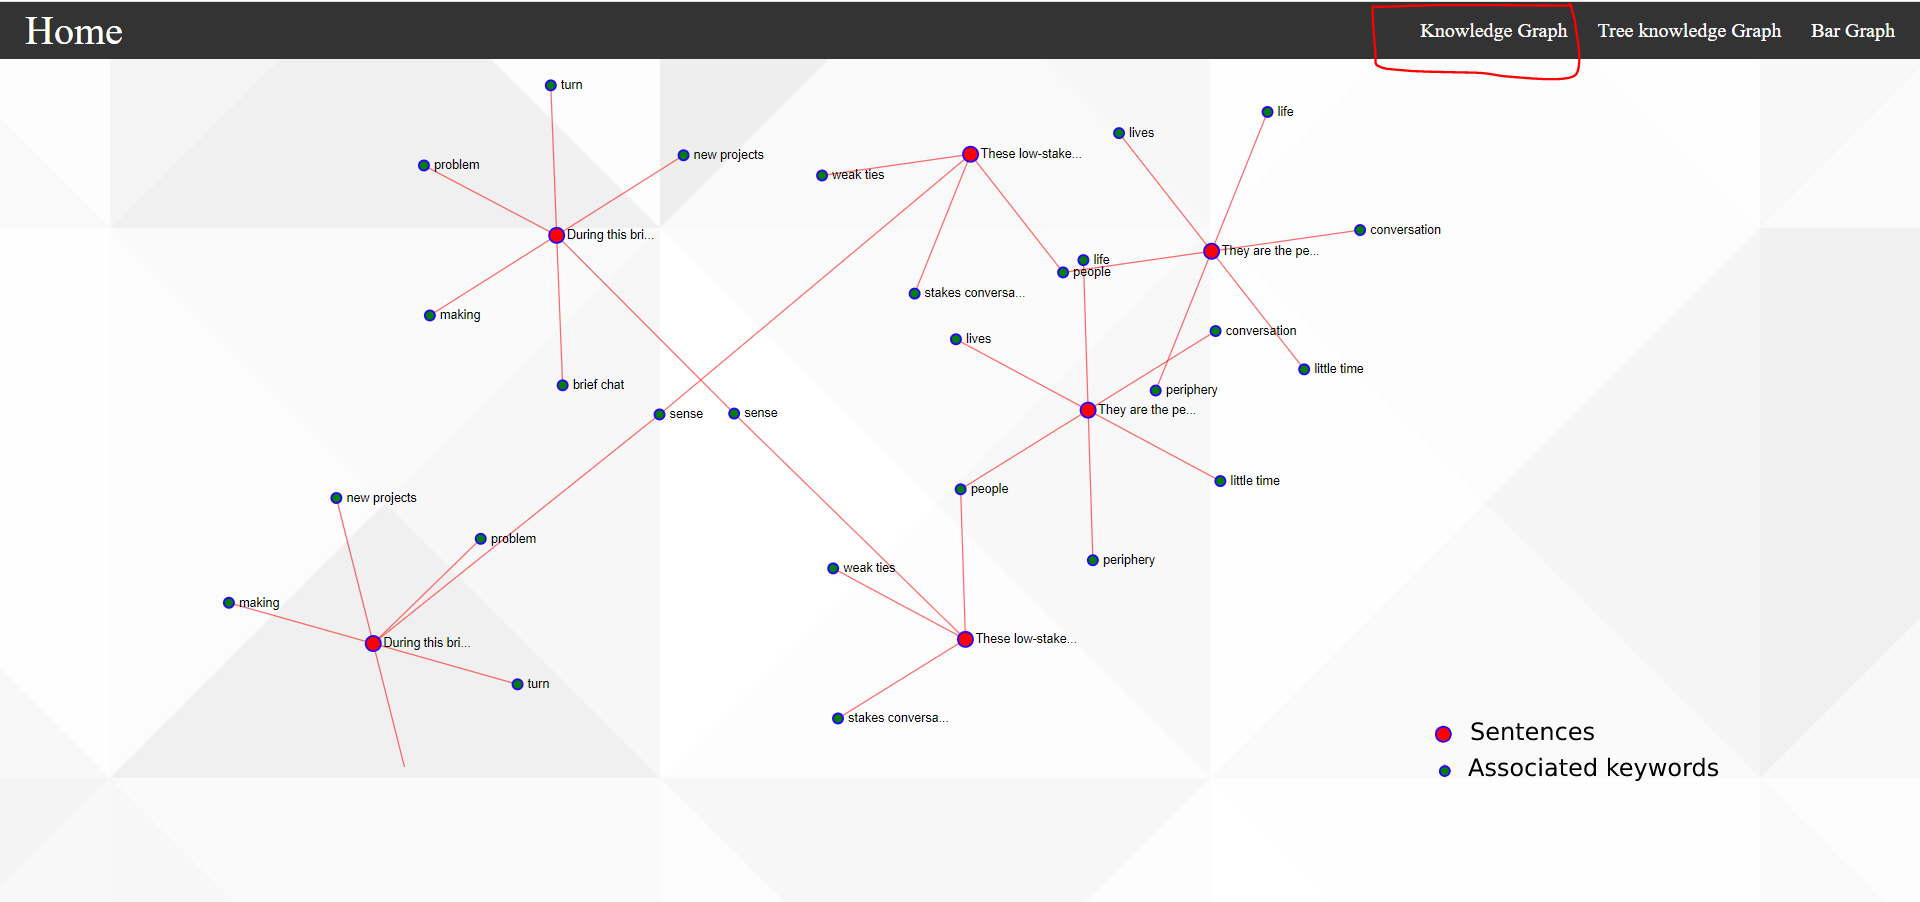 Home
Knowledge Graph
Tree knowledge Graph
Bar Graph
turn
life
lives
problem
new projects
These low-stake...
weak ties
conversation
During this bri...
They are the pe...
life
people
stakes conversa...
making
conversation
lives
little time
brief chat
periphery
They are the pe...
sense
sense
little time
people
new projects
problem
periphery
weak ties
making
These low-stake...
During this bri...
turn
stakes conversa...
Sentences
Associated keywords